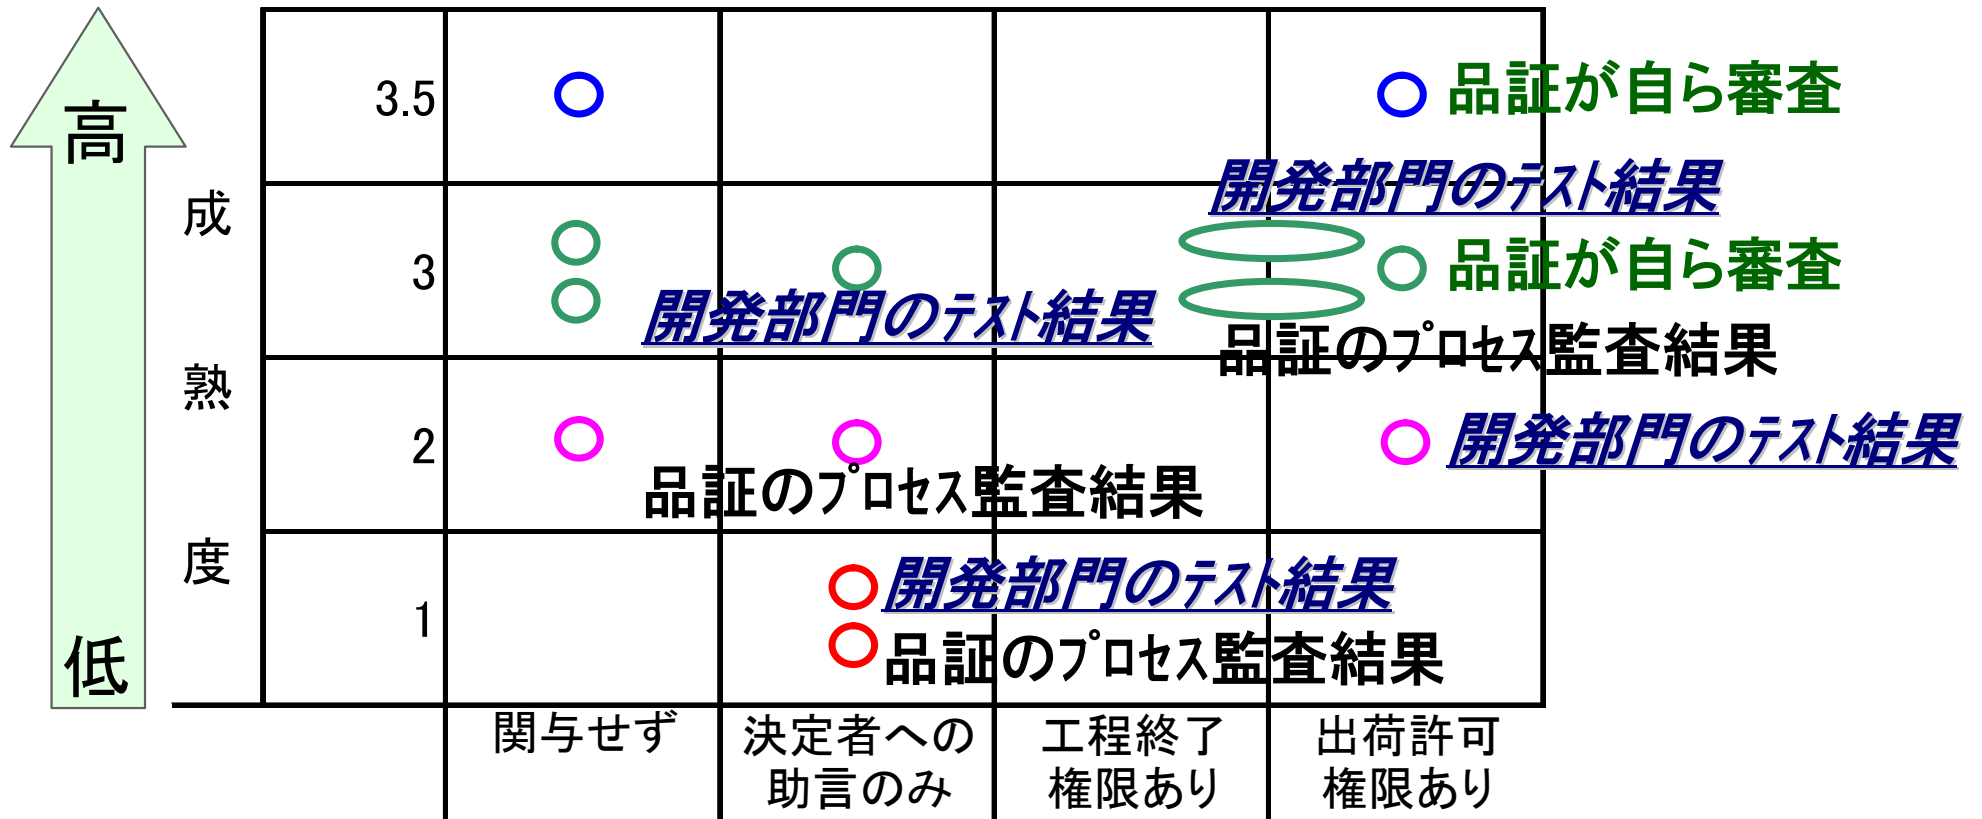 高
低
成
熟
度
3.5
品証が自ら審査
開発部門のﾃｽﾄ結果
3
品証が自ら審査
開発部門のﾃｽﾄ結果
品証のﾌﾟﾛｾｽ監査結果
2
開発部門のﾃｽﾄ結果
品証のﾌﾟﾛｾｽ監査結果
1
開発部門のﾃｽﾄ結果
品証のﾌﾟﾛｾｽ監査結果
関与せず
決定者への
助言のみ
工程終了
権限あり
出荷許可
権限あり